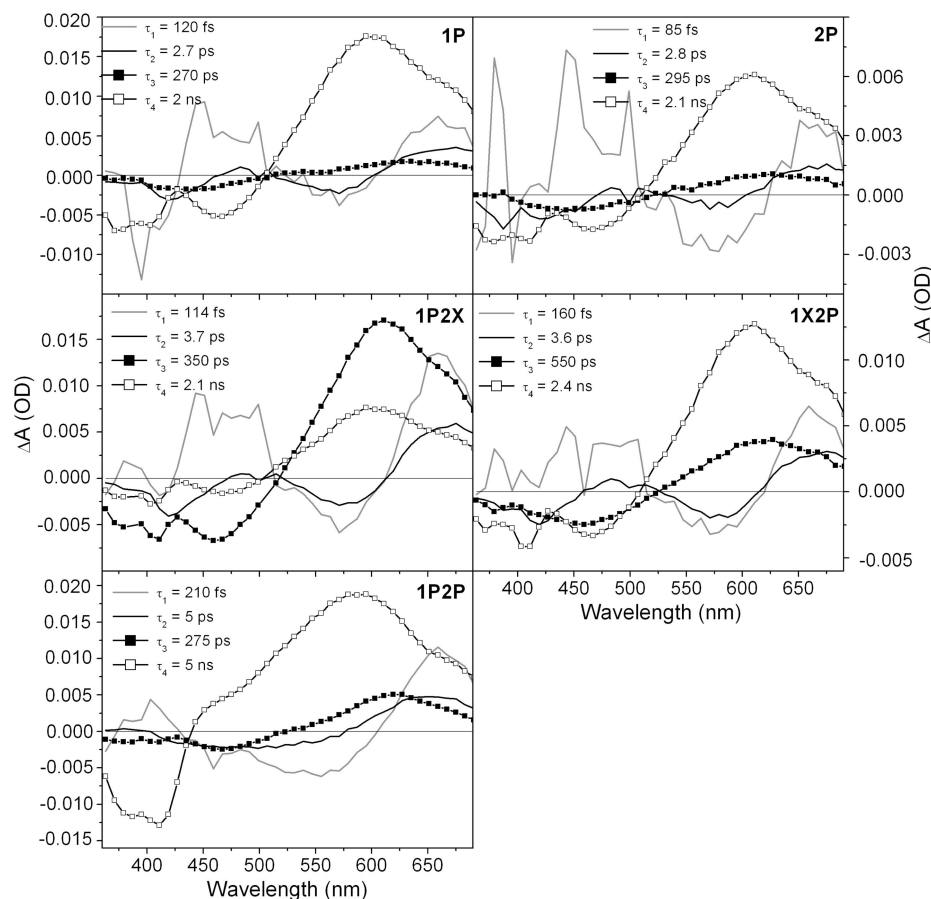 1P
τ1 = 120 fs
τ2 = 2.7 ps
τ3 = 270 ps
τ4 = 2 ns
0.020
0.015
0.010
0.005
0.000
-0.005
-0.010
2P
τ1 = 85 fs
τ2 = 2.8 ps
τ3 = 295 ps
τ4 = 2.1 ns
0.006
0.003
0.000
-0.003
1P2X
τ1 = 114 fs
τ2 = 3.7 ps
τ3 = 350 ps
τ4 = 2.1 ns
0.015
0.010
0.005
0.000
-0.005
ΔA (OD)
1X2P
τ1 = 160 fs
τ2 = 3.6 ps
τ3 = 550 ps
τ4 = 2.4 ns
0.010
0.005
0.000
-0.005
ΔA (OD)
400 450 500 550 600 650
Wavelength (nm)
1P2P
τ1 = 210 fs
τ2 = 5 ps
τ3 = 275 ps
τ4 = 5 ns
0.020
0.015
0.010
0.005
0.000
-0.005
-0.010
-0.015
400 450 500 550 600 650
Wavelength (nm)